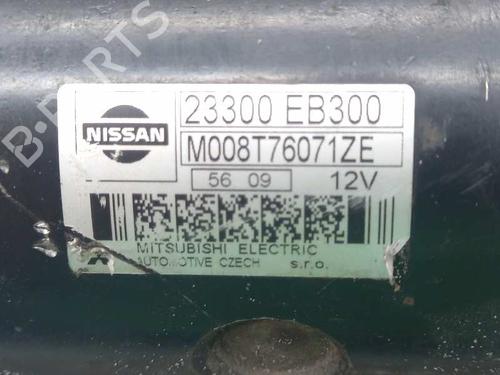 B-PARTS
NISSAN
23300 EB300
M008T76071ZE
56 09 12V
MITSUBISHI ELECTRIC
AUTOMOTIVE CZECH s.r.o.